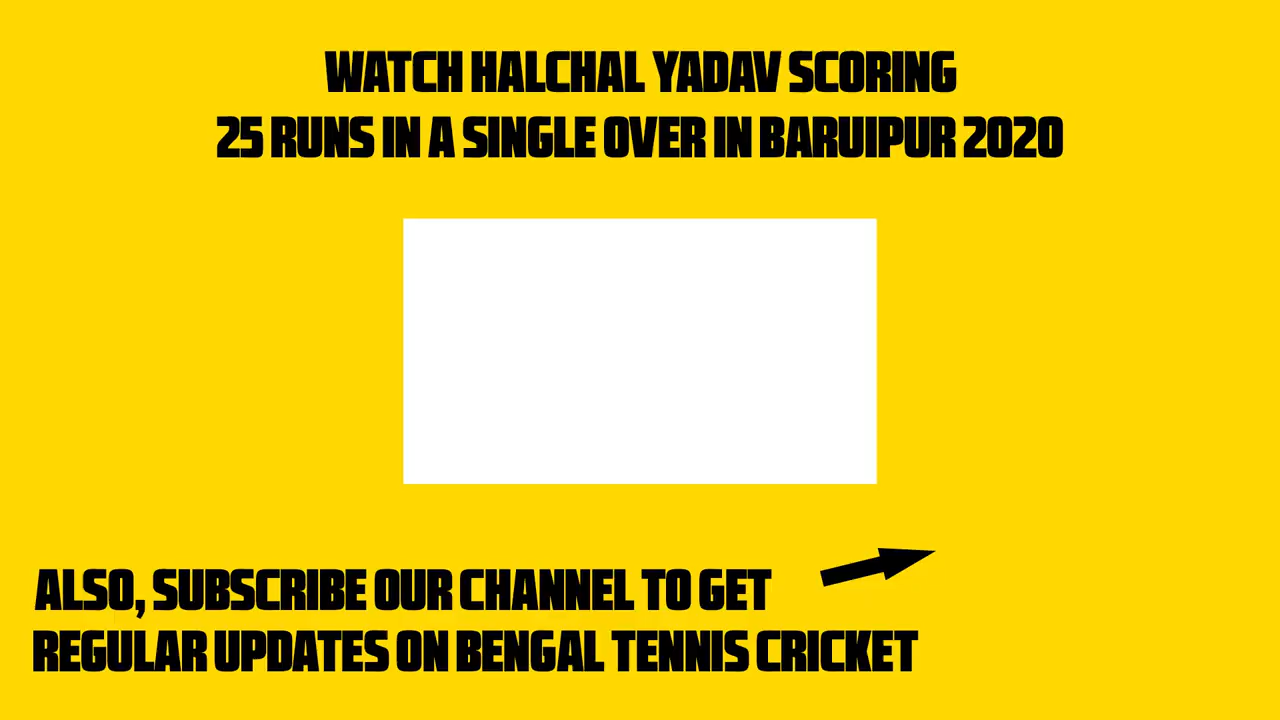 WATCH HALCHAL YADAV SCORING
25 RUNS IN A SINGLE OVER IN BARUIPUR 2020
ALSO, SUBSCRIBE OUR CHANNEL TO GET
REGULAR UPDATES ON BENGAL TENNIS CRICKET